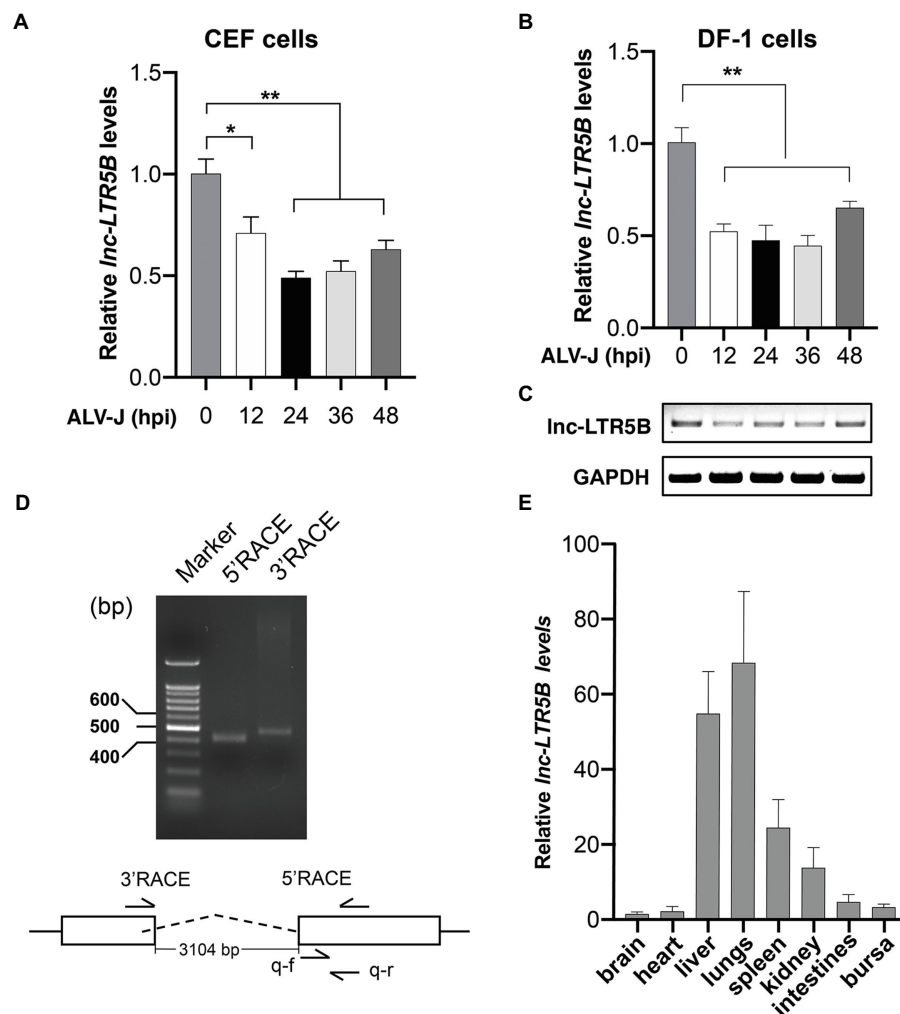 A
CEF cells
Relative lnc-LTR5B levels
1.5
1.0
0.5
0.0
*
**
ALV-J (hpi)
0 12 24 36 48
B
DF-1 cells
Relative lnc-LTR5B levels
1.5
1.0
0.5
0.0
**
ALV-J (hpi)
0 12 24 36 48
C
lnc-LTR5B
GAPDH
D
Marker
5'RACE
3'RACE
(bp)
600
500
400
3'RACE
5'RACE
3104 bp
q-f
q-r
E
Relative lnc-LTR5B levels
100
80
60
40
20
0
brain
heart
liver
lungs
spleen
kidney
intestines
bursa